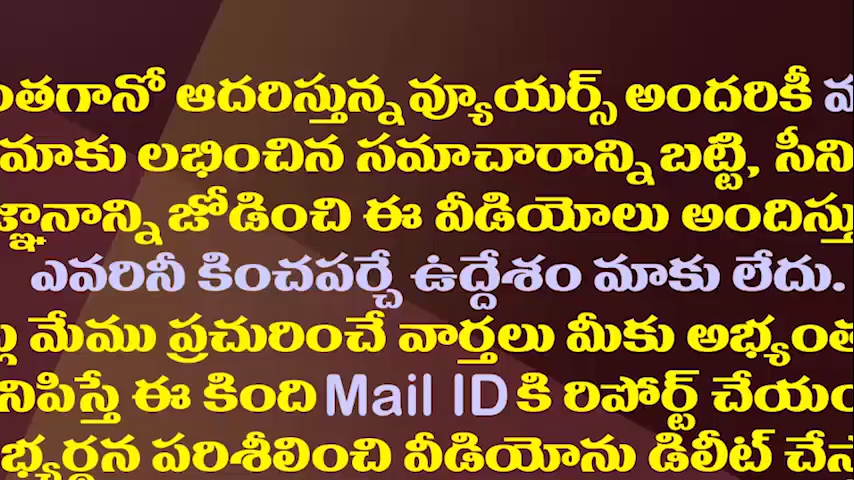 ంతగానో ఆదరిస్తున్న వ్యూయర్స్ అందరికీ
మాకు లభించిన సమాచారాన్ని బట్టి, సీని
జ్ఞానాన్ని జోడించి ఈ వీడియోలు అందిస్తు
ఎవరినీ కించపర్చే ఉద్దేశం మాకు లేదు.
మేము ప్రచురించే వార్తలు మీకు అభ్యంత
నిపిస్తే ఈ కింది Mail ID కి రిపోర్ట్ చేయం
భ్యర్థన పరిశీలించి వీడియోను డిలీట్ చేస